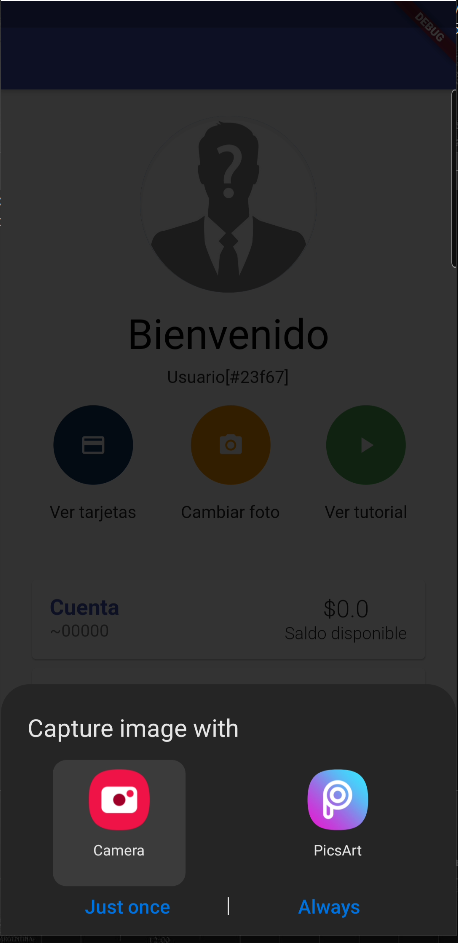 DEBUG
Bienvenido
Usuario[#23f67]
Ver tarjetas
Cambiar foto
Ver tutorial
Cuenta
$0.0
~00000
Saldo disponible
Capture image with
Camera
PicsArt
Just once
Always